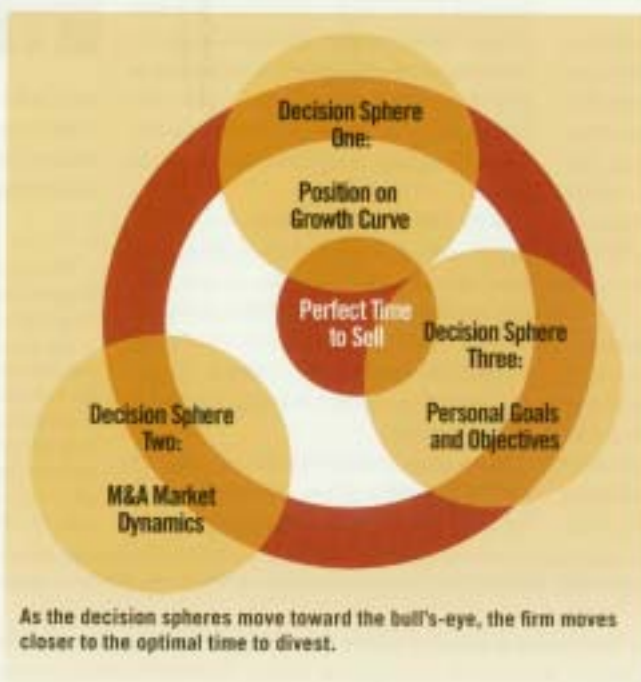 Decision Sphere
One:
Position on
Growth Curve
Perfect Time
to Sell
Decision Sphere
Three:
Personal Goals
and Objectives
Decision Sphere
Two:
M&A Market
Dynamics
As the decision spheres move toward the bull's-eye, the firm moves
closer to the optimal time to divest.